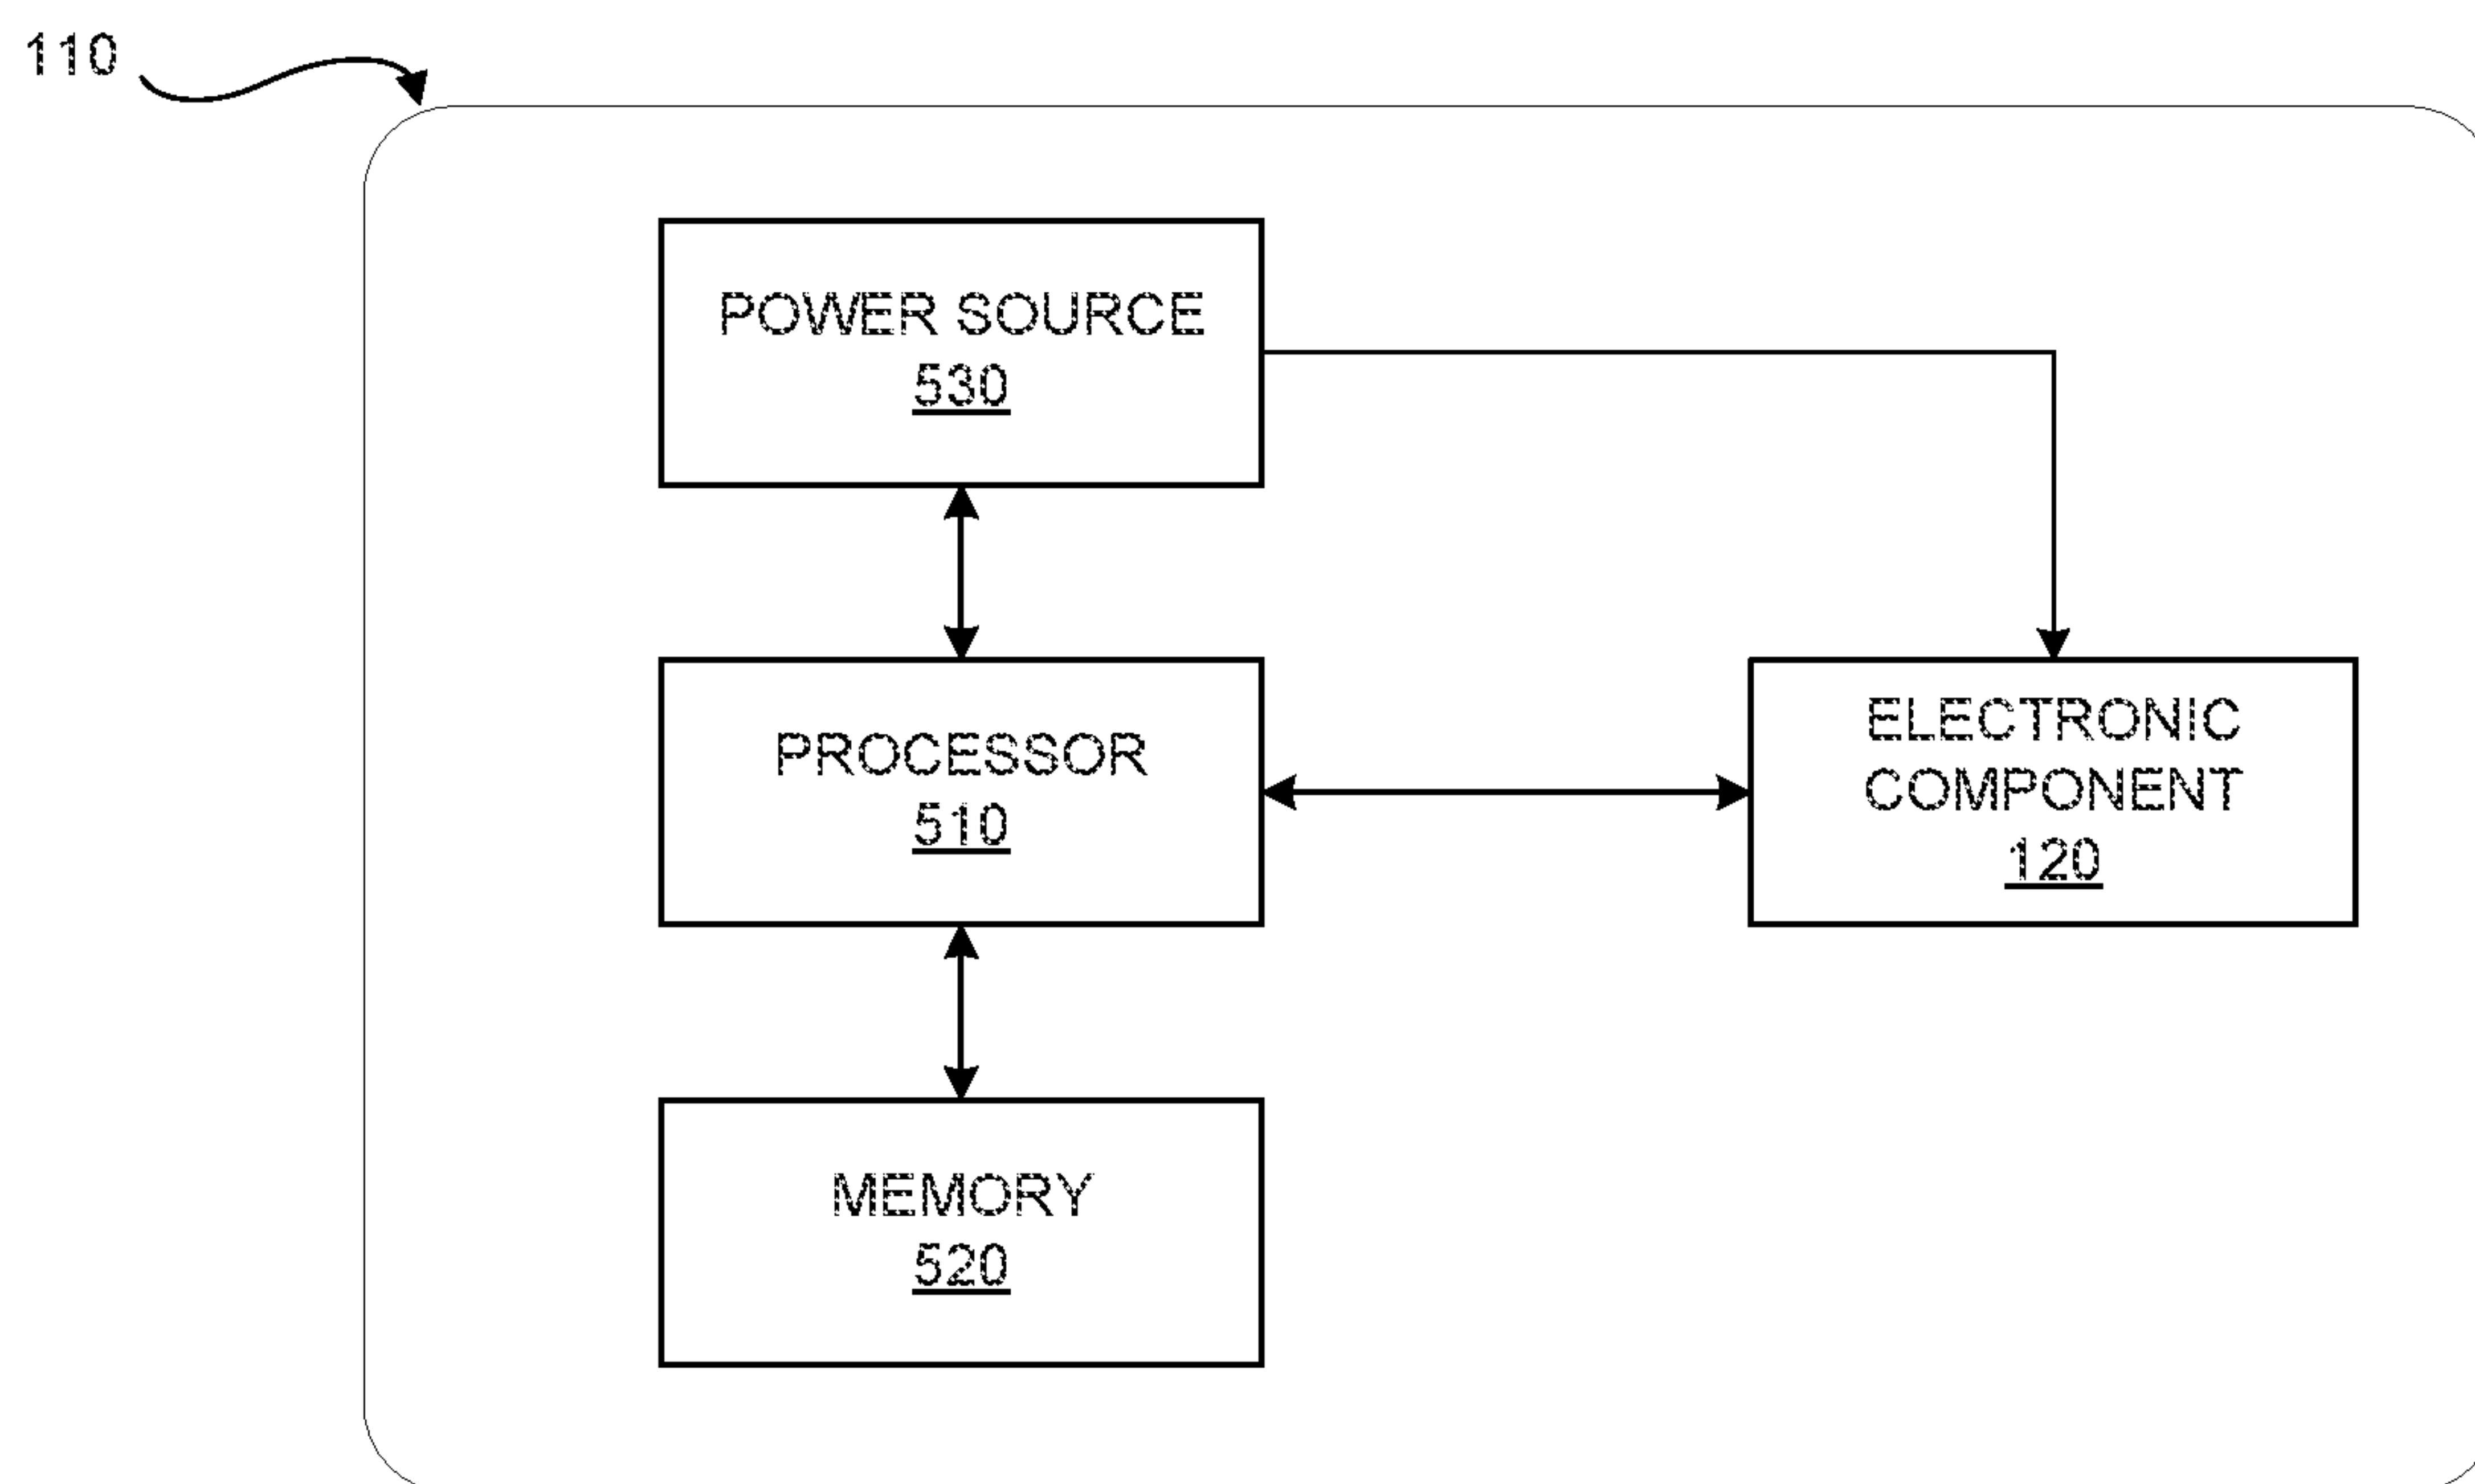 110
POWER SOURCE
530
PROCESSOR
510
ELECTRONIC
COMPONENT
120
MEMORY
520